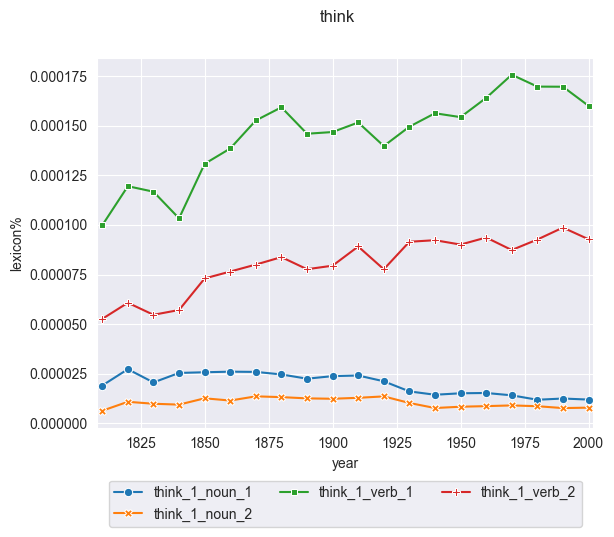 think
0.000175
0.000150
0.000125
0.000100
0.000075
0.000050
0.000025
0.000000
lexicon%
1825 1850 1875 1900 1925 1950 1975 2000
year
think_1_noun_1 think_1_verb_1 think_1_verb_2
think_1_noun_2